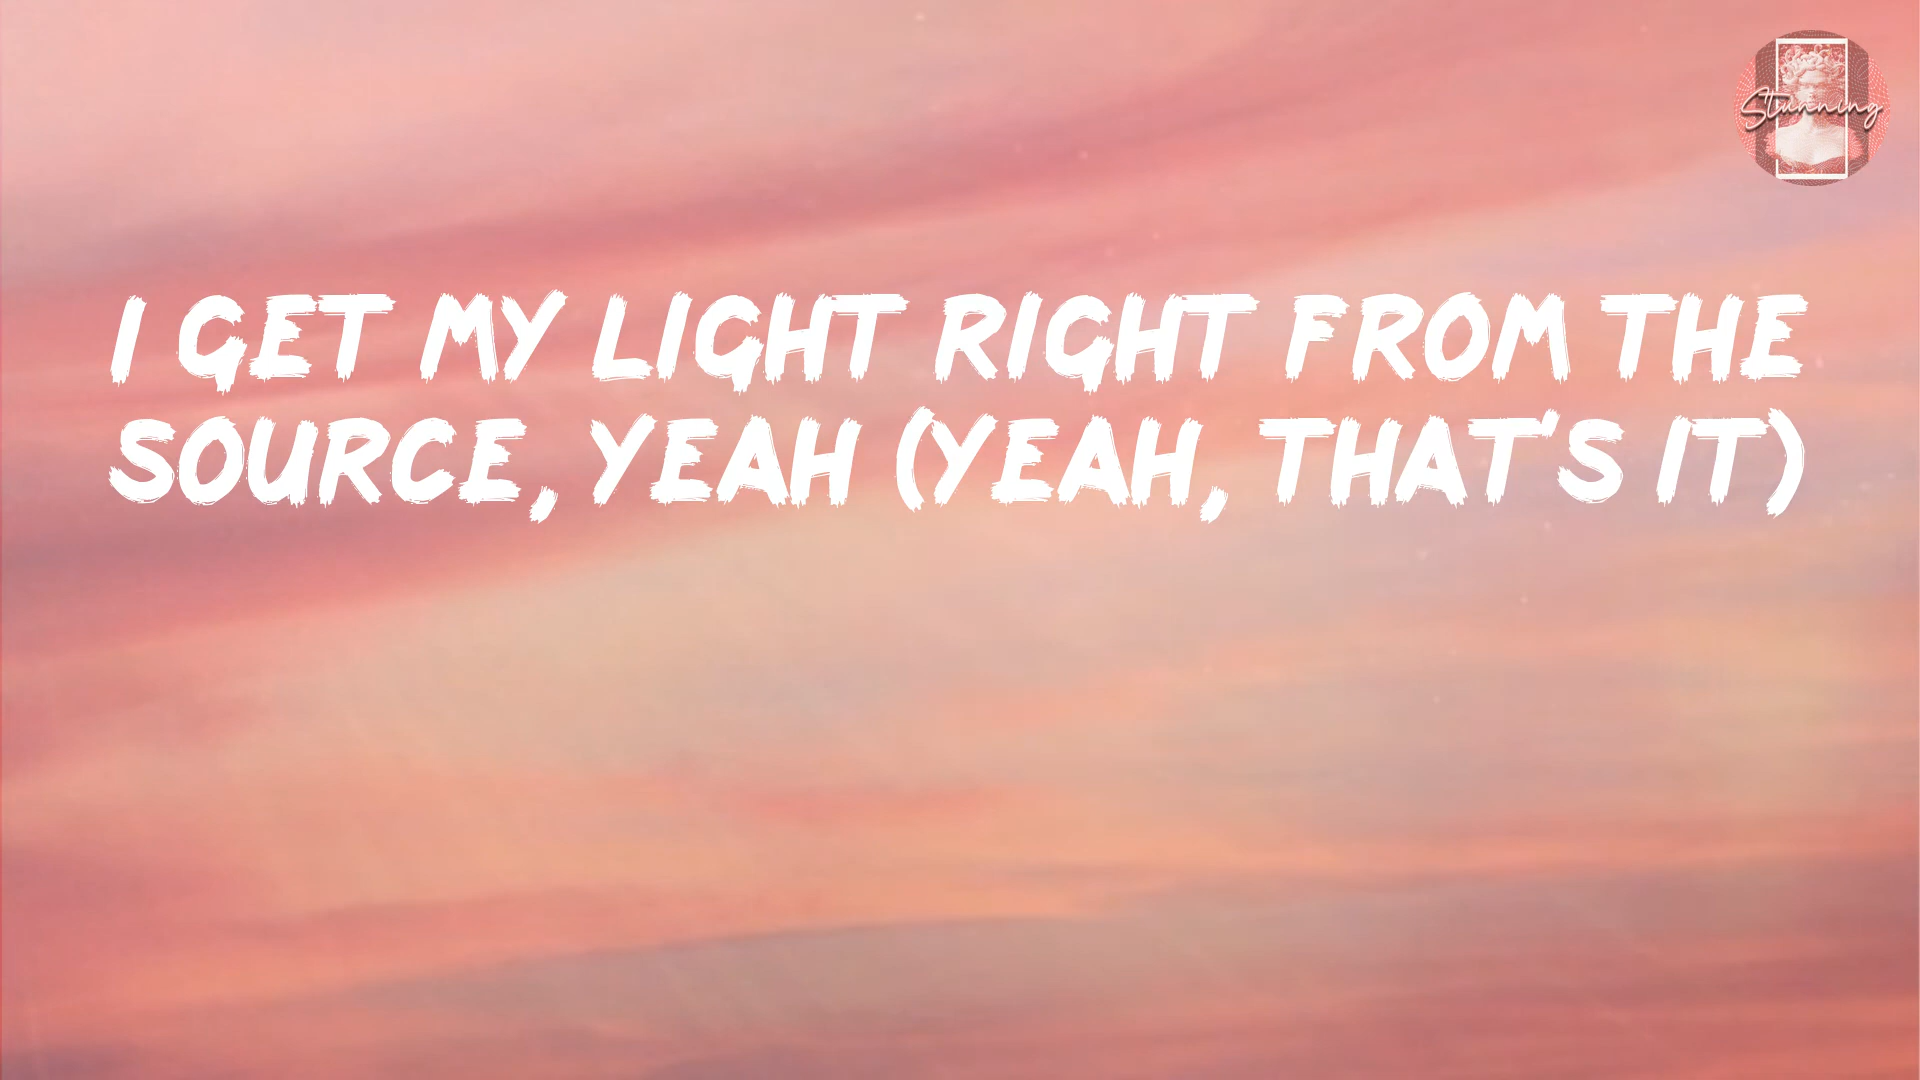 Stunning
I GET MY LIGHT RIGHT FROM THE
SOURCE, YEAH (YEAH, THAT'S IT)